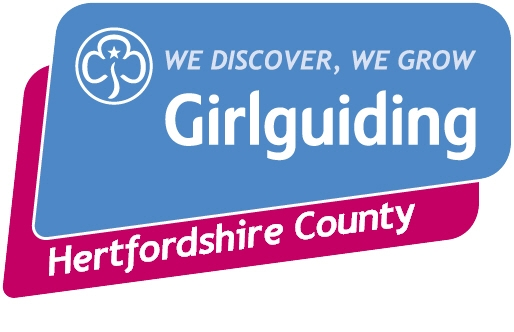 WE DISCOVER, WE GROW
Girlguiding
Hertfordshire County